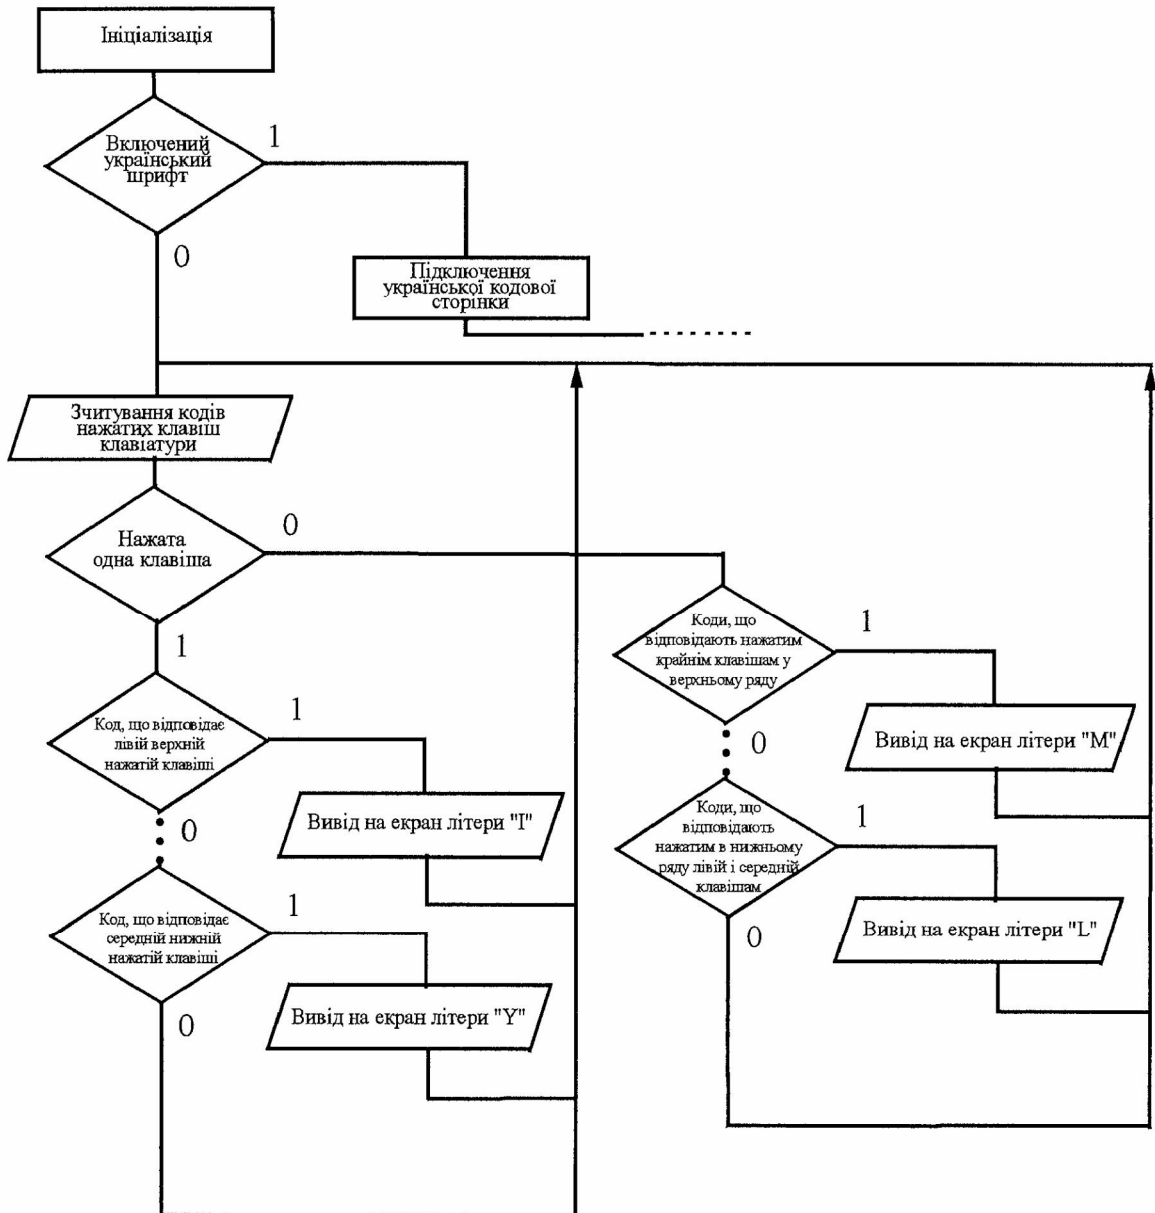 Ініціалізація
Включений
український
шрифт
1
0
Підключення
української кодової
сторінки
Зчитування кодів
нажатих клавіш
клавіатури
Нажата
одна клавіша
0
1
Код, що відповідає
лівій верхній
нажатій клавіші
1
0
Вивід на екран літери "I"
Код, що відповідає
середній нижній
нажатій клавіші
1
0
Вивід на екран літери "Y"
Коди, що
відповідають нажатим
крайнім клавішам у
верхньому ряду
1
0
Вивід на екран літери "M"
Коди, що
відповідають
нажатим в нижньому
ряду лівій і середній
клавішам
1
0
Вивід на екран літери "L"